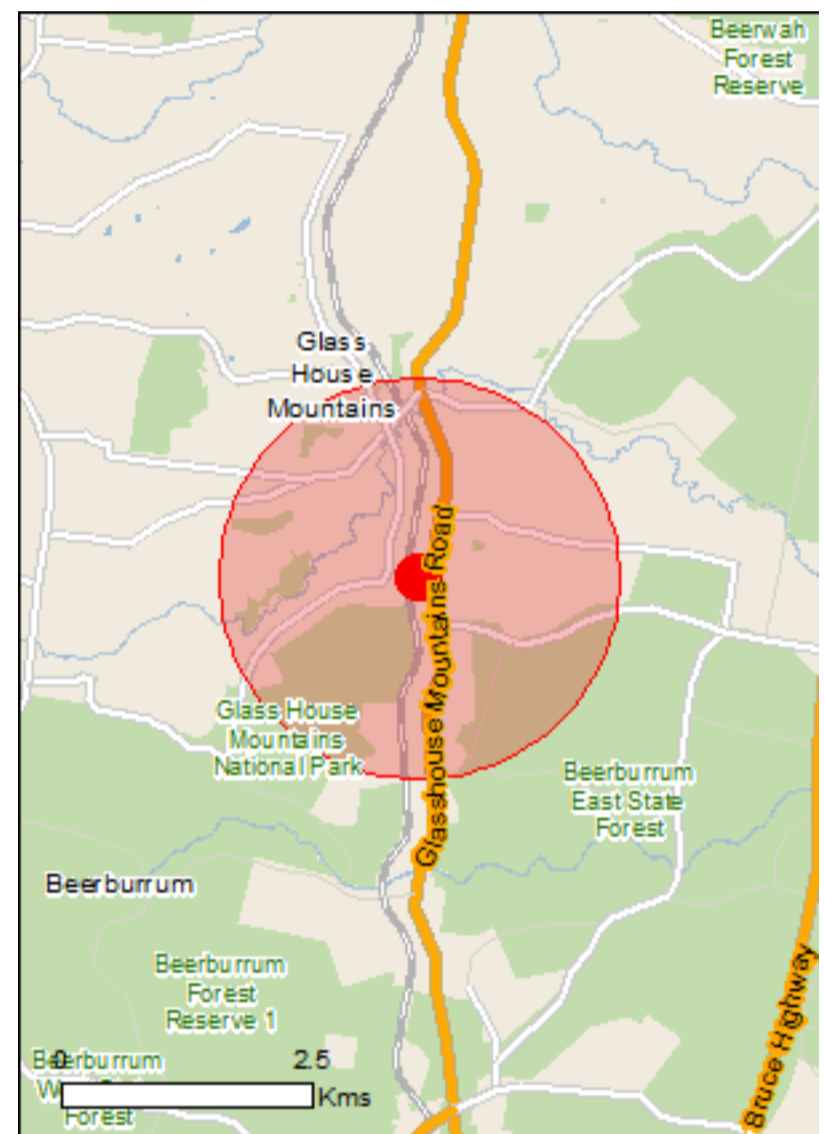 Beerwah
Forest
Reserve
Glass
House
Mountains
Glasshouse Mountains Road
Glass House
Mountains
National Park
Beerburrum
East State
Forest
Beerburrum
Beerburrum
Forest
Reserve 1
Bruce Highway
Beerburrum
Forest
0
2.5
Kms